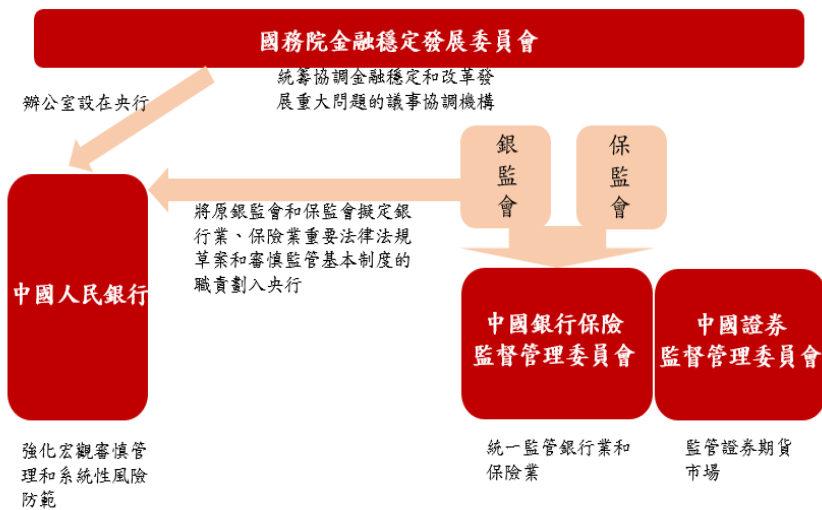 國務院金融穩定發展委員會
統籌協調金融穩定和改革發
展重大問題的議事協調機構
辦公室設在央行
銀監會
保監會
將原銀監會和保監會擬定銀
行業、保險業重要法律法規
草案和審慎監管基本制度的
職責劃入央行
中國人民銀行
中國銀行保險
監督管理委員會
中國證券
監督管理委員會
強化宏觀審慎管
理和系統性風險
防範
統一監管銀行業和
保險業
監管證券期貨
市場